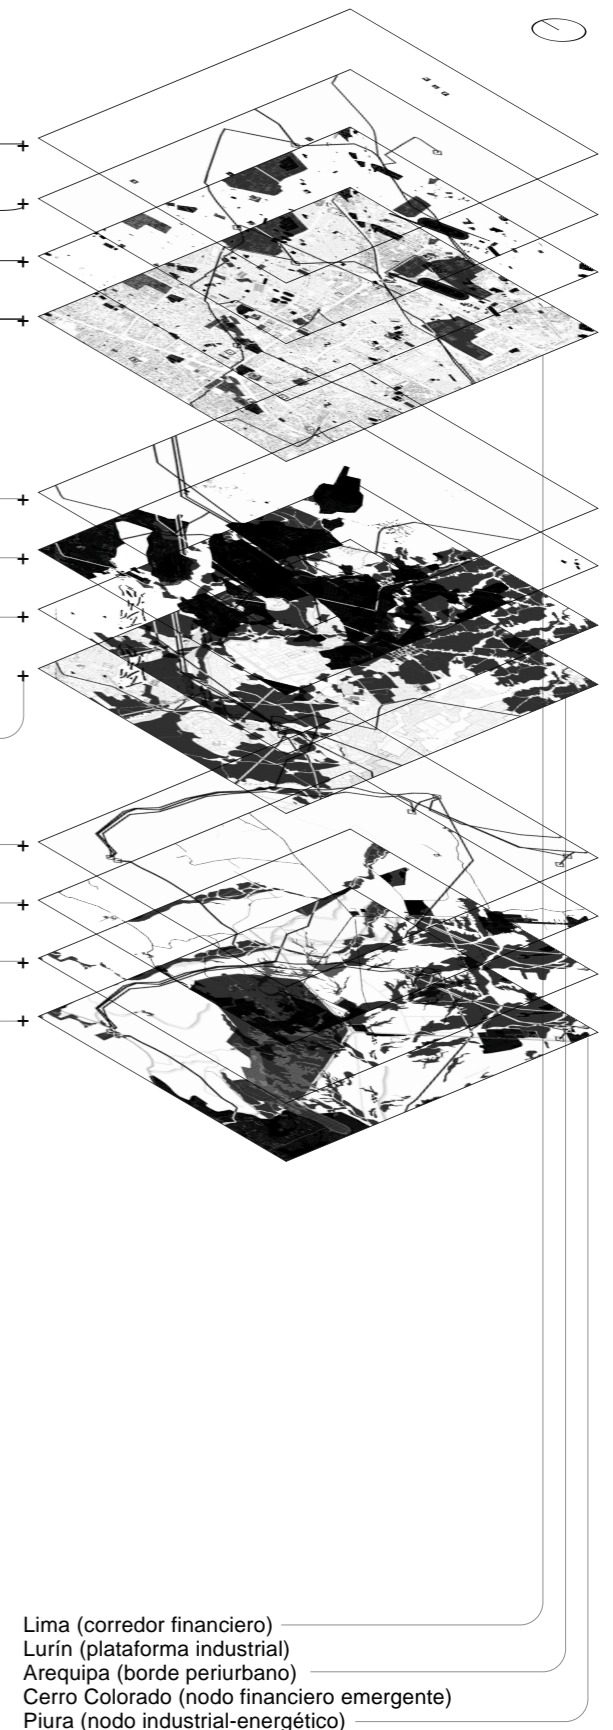 Lima (corredor financiero)
Lurín (plataforma industrial)
Arequipa (borde periurbano)
Cerro Colorado (nodo financiero emergente)
Piura (nodo industrial-energético)